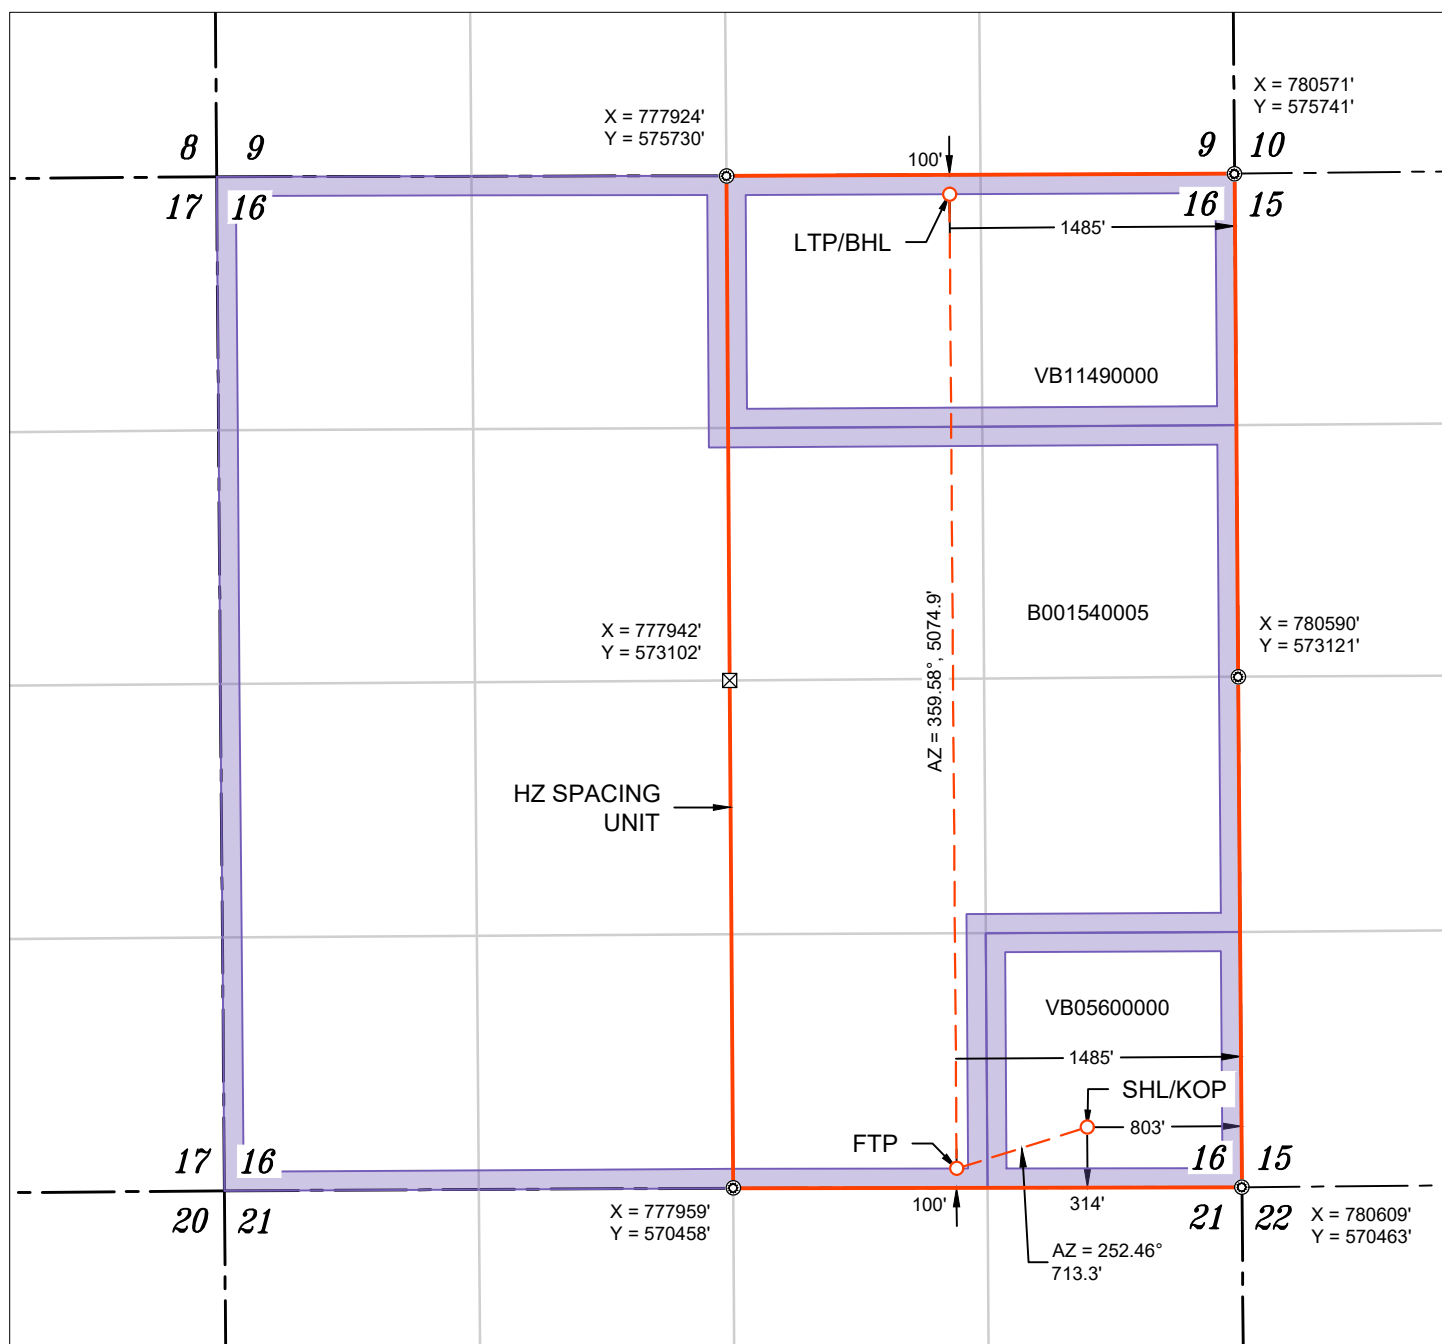 X = 780571'
Y = 575741'
X = 777924'
Y = 575730'
8 9
9 10
100'
17 16
16 15
1485'
LTP/BHL
VB11490000
AZ = 359.58°, 5074.9'
B001540005
X = 777942'
Y = 573102'
X = 780590'
Y = 573121'
HZ SPACING
UNIT
VB05600000
1485'
SHL/KOP
803'
FTP
17 16
16 15
100'
314'
20 21
21 22
X = 777959'
Y = 570458'
X = 780609'
Y = 570463'
AZ = 252.46°
713.3'